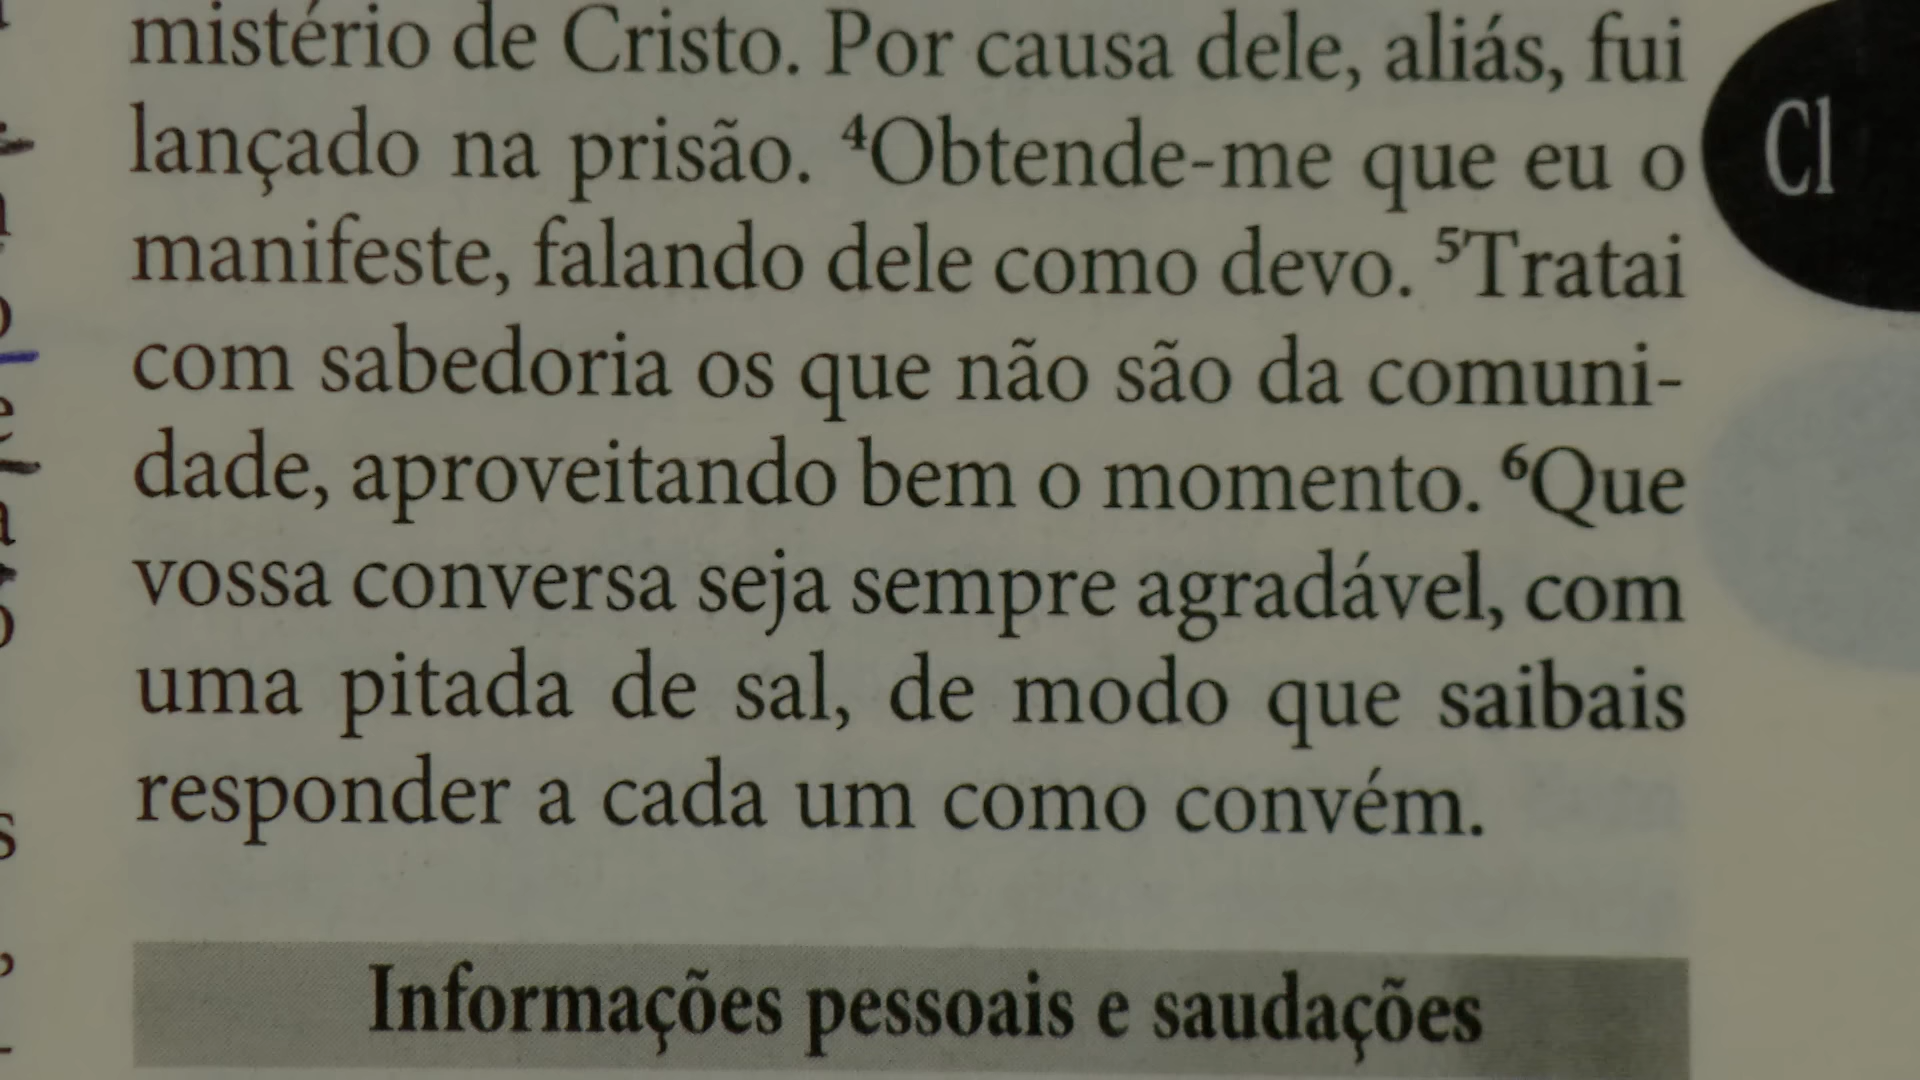 mistério de Cristo. Por causa dele, aliás, fui
lançado na prisão. ⁴Obtende-me que eu o
manifeste, falando dele como devo. ⁵Tratai
com sabedoria os que não são da comuni-
dade, aproveitando bem o momento. ⁶Que
vossa conversa seja sempre agradável, com
uma pitada de sal, de modo que saibais
responder a cada um como convém.
Informações pessoais e saudações
Cl